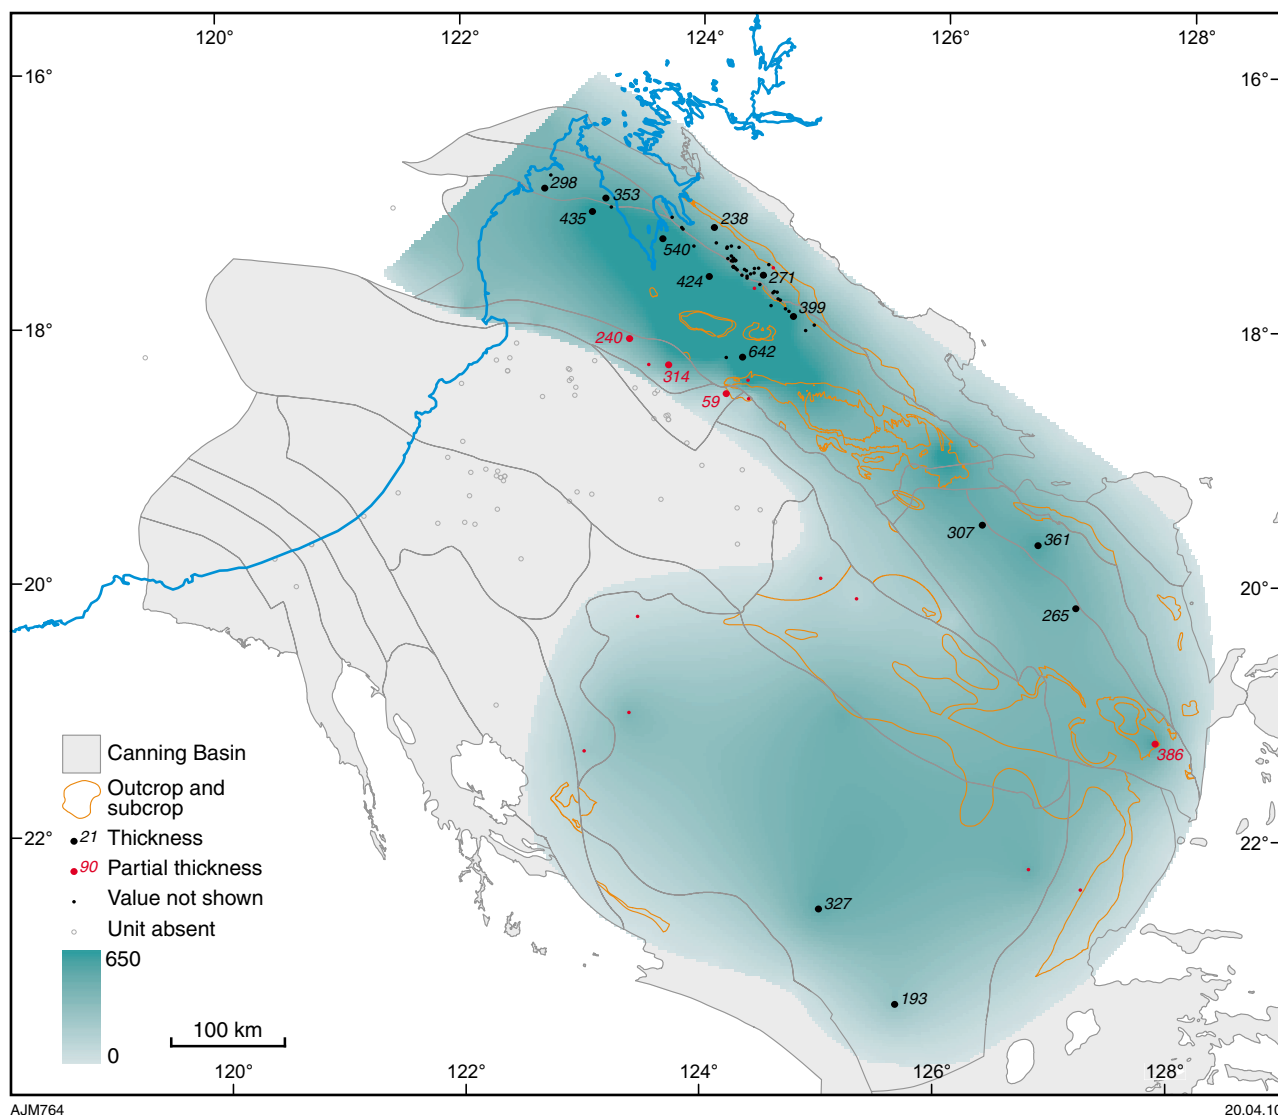 120° 122° 124° 126° 128°
16° 16°
298
353
435
238
540
271
424
399
18° 18°
240
642
314
59
307
361
20° 20°
265
386
Canning Basin
Outcrop and
subcrop
21 Thickness
22°
90 Partial thickness
22°
Value not shown
327
Unit absent
650
193
100 km
0
120° 122° 124° 126° 128°
AJM764 20.04.10